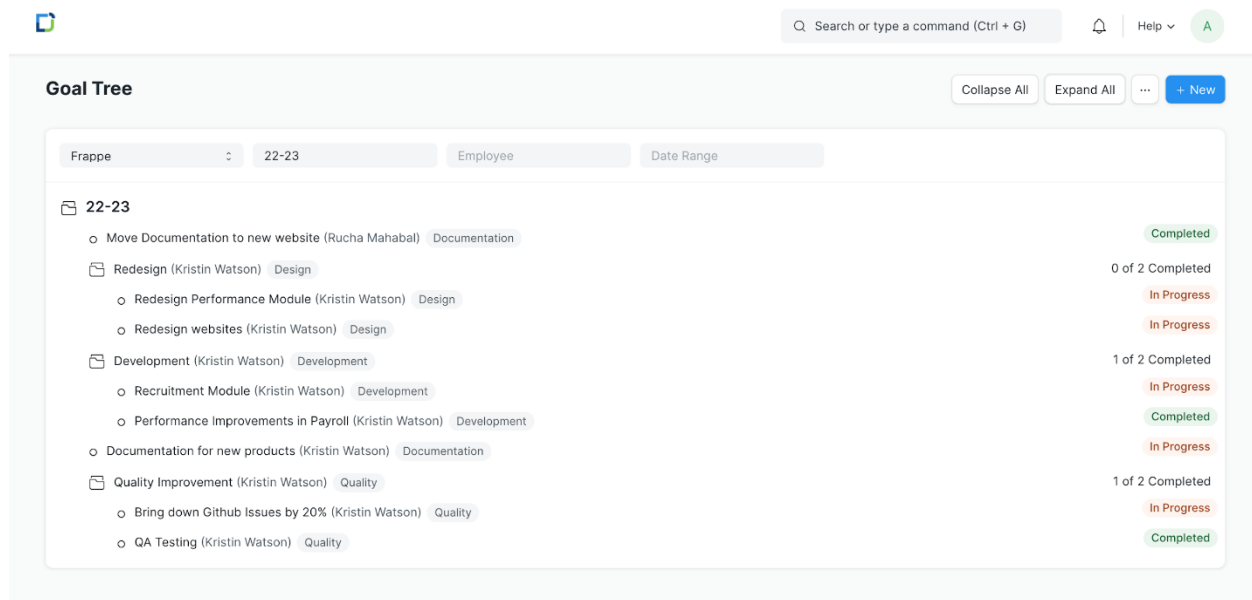 Search or type a command (Ctrl + G) Help A
Goal Tree Collapse All Expand All ... + New
Frappe 22-23 Employee Date Range
22-23
Move Documentation to new website (Rucha Mahabal) Documentation Completed
Redesign (Kristin Watson) Design 0 of 2 Completed
Redesign Performance Module (Kristin Watson) Design In Progress
Redesign websites (Kristin Watson) Design In Progress
Development (Kristin Watson) Development 1 of 2 Completed
Recruitment Module (Kristin Watson) Development In Progress
Performance Improvements in Payroll (Kristin Watson) Development Completed
Documentation for new products (Kristin Watson) Documentation In Progress
Quality Improvement (Kristin Watson) Quality 1 of 2 Completed
Bring down Github Issues by 20% (Kristin Watson) Quality In Progress
QA Testing (Kristin Watson) Quality Completed